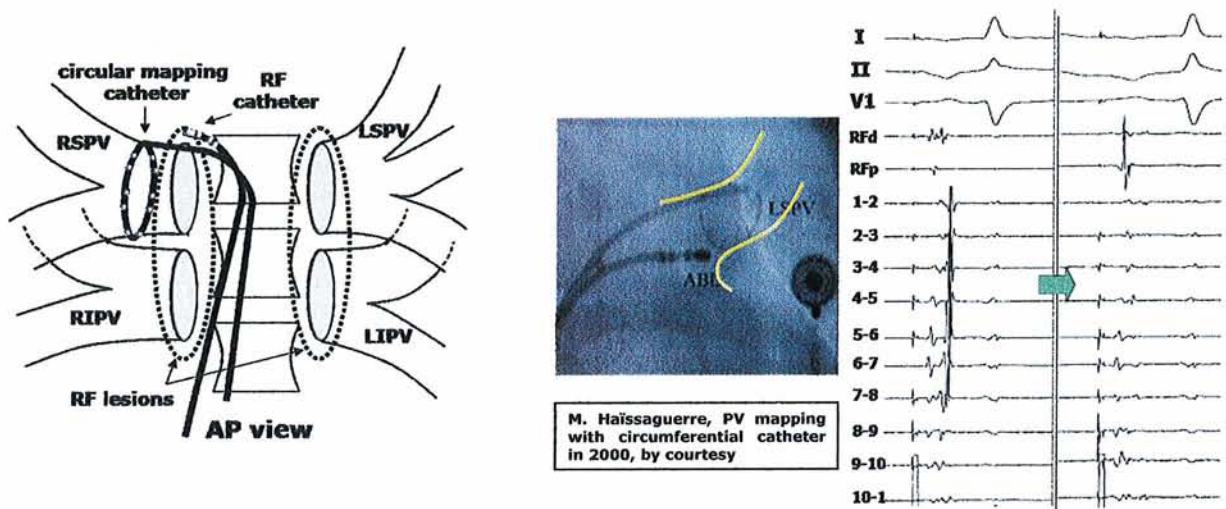 circular mapping
catheter
RF
catheter
RSPV
LSPV
RIPV
LIPV
RF lesions
AP view
LSPV
ABL
M. Haïssaguerre, PV mapping
with circumferential catheter
in 2000, by courtesy
I
II
V1
RFd
RFp
1-2
2-3
3-4
4-5
5-6
6-7
7-8
8-9
9-10
10-1